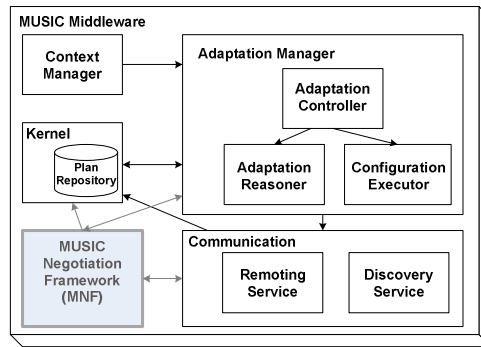 MUSIC Middleware
Context
Manager
Adaptation Manager
Adaptation
Controller
Adaptation
Reasoner
Configuration
Executor
Kernel
Plan
Repository
MUSIC
Negotiation
Framework
(MNF)
Communication
Remoting
Service
Discovery
Service